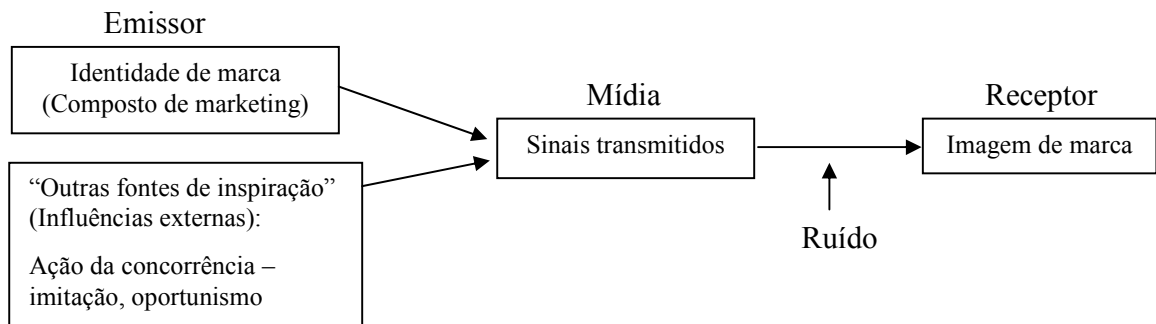 Emissor
Identidade de marca
(Composto de marketing)
“Outras fontes de inspiração”
(Influências externas):
Ação da concorrência –
imitação, oportunismo
Mídia
Sinais transmitidos
Ruído
Receptor
Imagem de marca